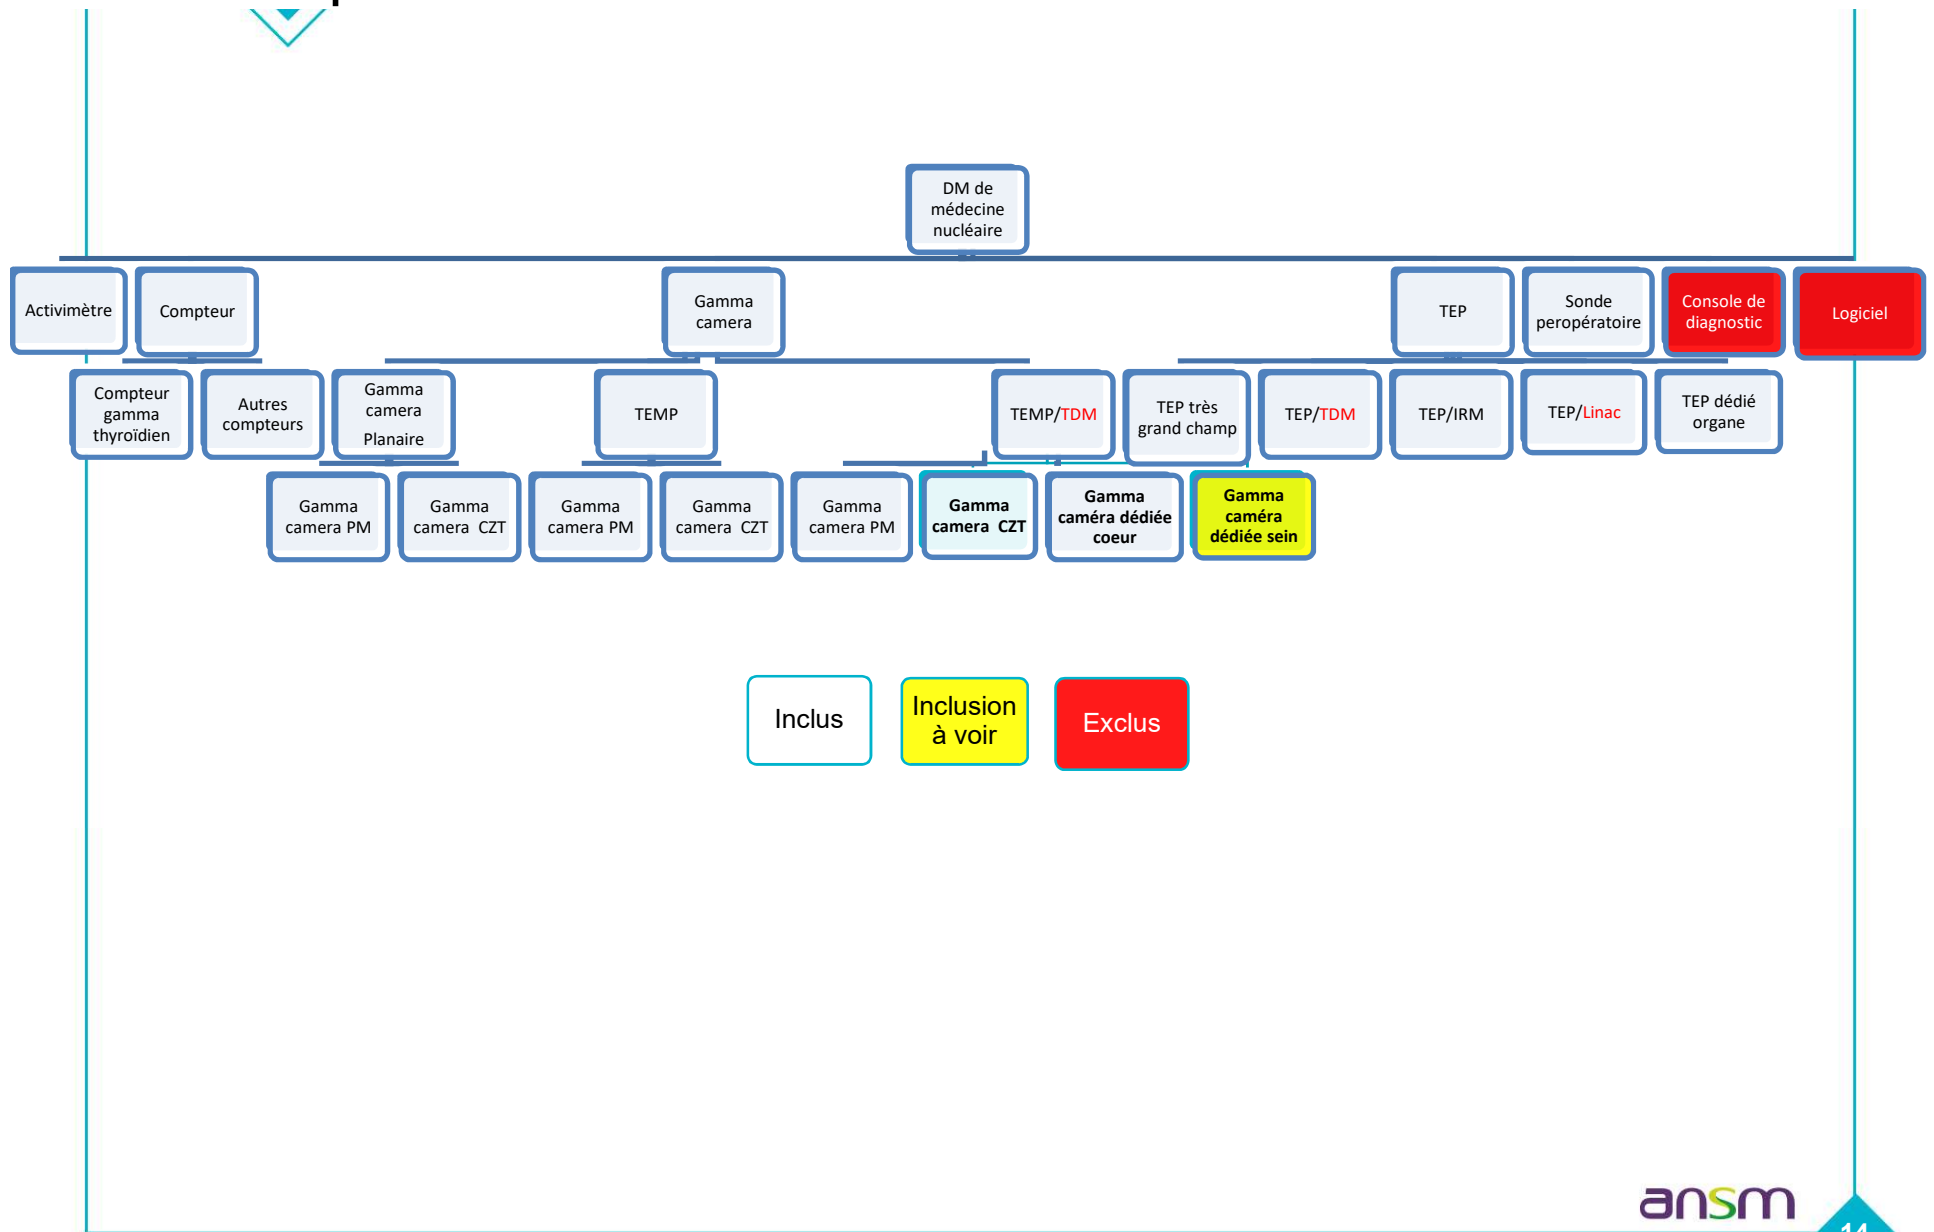 DM de
médecine
nucléaire
Activimètre
Compteur
Gamma
camera
TEP
Sonde
peropératoire
Console de
diagnostic
Logiciel
Compteur
gamma
thyroïdien
Autres
compteurs
Gamma
camera
Planaire
TEMP
TEMP/TDM
TEP très
grand champ
TEP/TDM
TEP/IRM
TEP/Linac
TEP dédié
organe
Gamma
camera PM
Gamma
camera CZT
Gamma
camera PM
Gamma
camera CZT
Gamma
camera PM
Gamma
camera CZT
Gamma
caméra dédiée
coeur
Gamma
caméra
dédiée sein
Inclus
Inclusion
à voir
Exclus
ansm
14